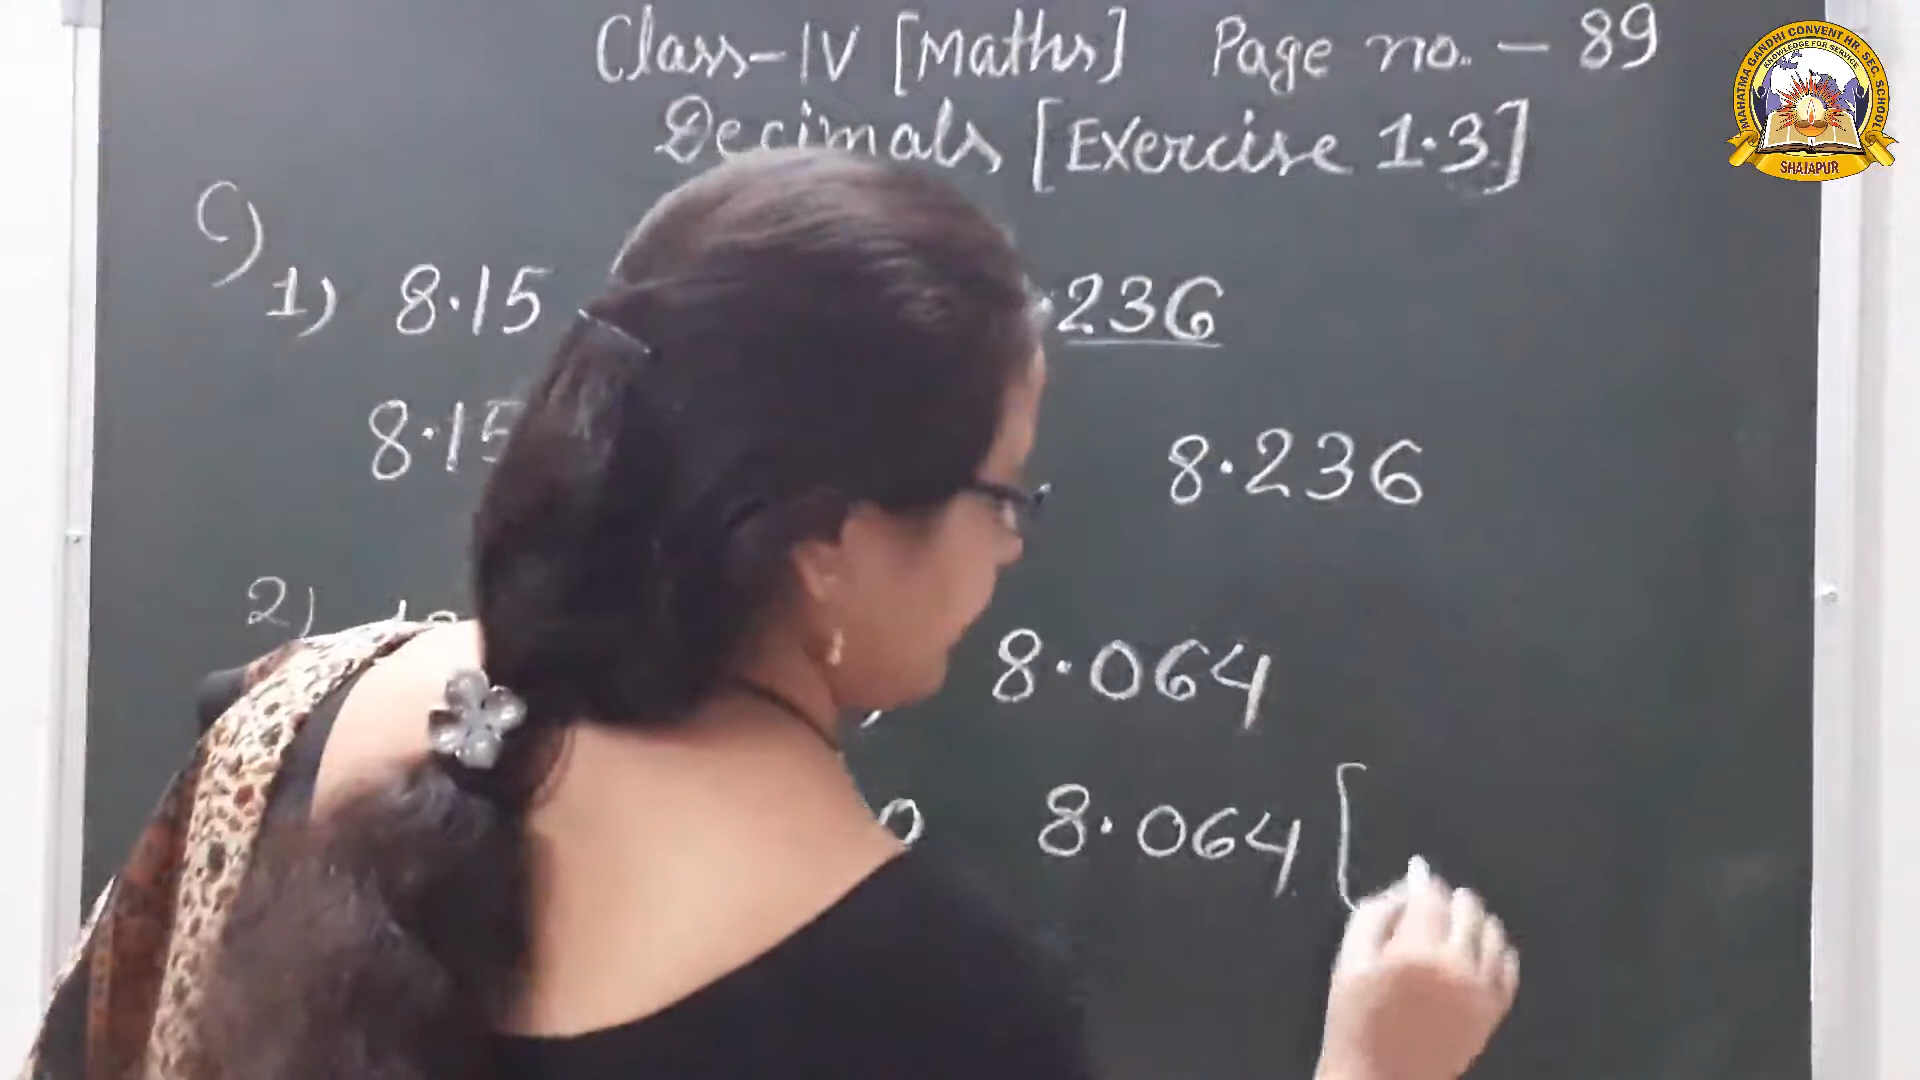 Class-IV [Maths] Page no. - 89
Decimals [Exercise 1.3]
C)
1) 8.15 .236
8.15 8.236
2)
8.064
0 8.064 [
MAHATMA GANDHI CONVENT HR. SEC. SCHOOL
KNOWLEDGE FOR SERVICE
SHAJAPUR